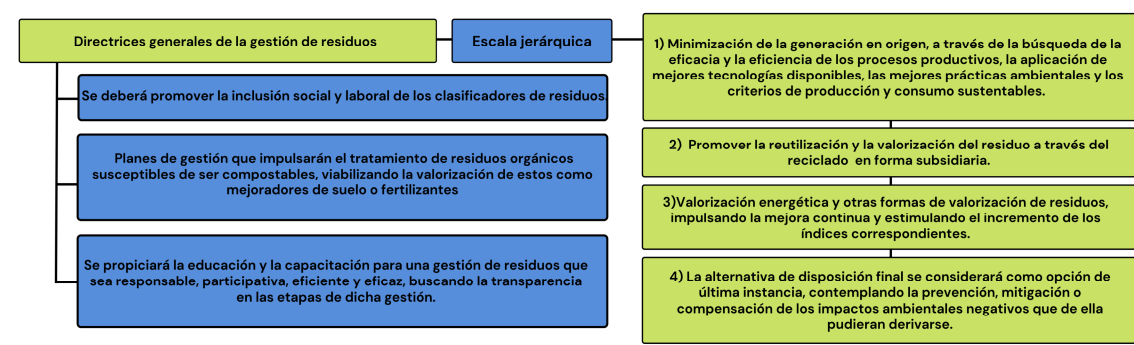 Directrices generales de la gestión de residuos
Escala jerárquica
Se deberá promover la inclusión social y laboral de los clasificadores de residuos.
Planes de gestión que impulsarán el tratamiento de residuos orgánicos
susceptibles de ser compostables, viabilizando la valorización de estos como
mejoradores de suelo o fertilizantes
Se propiciará la educación y la capacitación para una gestión de residuos que
sea responsable, participativa, eficiente y eficaz, buscando la transparencia
en las etapas de dicha gestión.
1) Minimización de la generación en origen, a través de la búsqueda de la
eficacia y la eficiencia de los procesos productivos, la aplicación de
mejores tecnologías disponibles, las mejores prácticas ambientales y los
criterios de producción y consumo sustentables.
2) Promover la reutilización y la valorización del residuo a través del
reciclado en forma subsidiaria.
3)Valorización energética y otras formas de valorización de residuos,
impulsando la mejora continua y estimulando el incremento de los
índices correspondientes.
4) La alternativa de disposición final se considerará como opción de
última instancia, contemplando la prevención, mitigación o
compensación de los impactos ambientales negativos que de ella
pudieran derivarse.